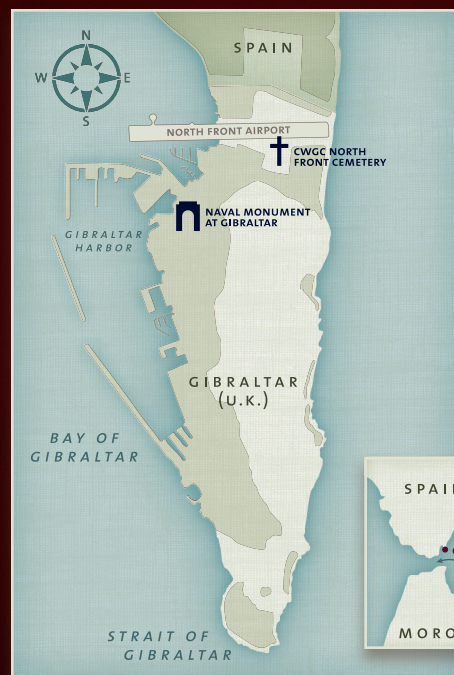 N
W E
S
SPAIN
NORTH FRONT AIRPORT
CWGC NORTH
FRONT CEMETERY
NAVAL MONUMENT
AT GIBRALTAR
GIBRALTAR
HARBOR
GIBRALTAR
(U.K.)
BAY OF
GIBRALTAR
SPAI
MORO
STRAIT OF
GIBRALTAR